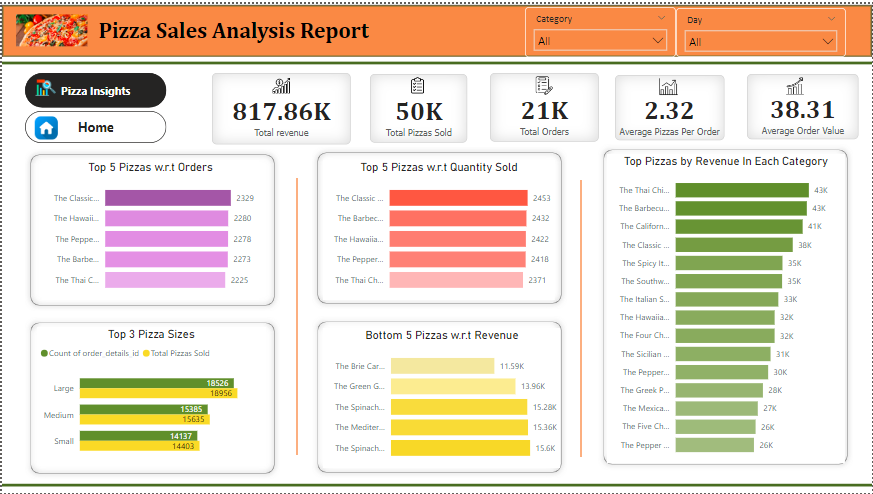 Pizza Sales Analysis Report
Category
All
Day
All
Pizza Insights
Home
817.86K
Total revenue
50K
Total Pizzas Sold
21K
Total Orders
2.32
Average Pizzas Per Order
38.31
Average Order Value
Top 5 Pizzas w.r.t Orders
The Classic... 2329
The Hawaii... 2280
The Peppe... 2278
The Barbe... 2273
The Thai C... 2225
Top 5 Pizzas w.r.t Quantity Sold
The Classic ... 2453
The Barbec... 2432
The Hawaiia... 2422
The Pepper... 2418
The Thai Ch... 2371
Top Pizzas by Revenue In Each Category
The Thai Chi... 43K
The Barbecu... 43K
The Californ... 41K
The Classic ... 38K
The Spicy It... 35K
The Southw... 35K
The Italian S... 33K
The Hawaiia... 32K
The Four Ch... 32K
The Sicilian ... 31K
The Pepper... 30K
The Greek P... 28K
The Mexica... 27K
The Five Ch... 26K
The Pepper ... 26K
Top 3 Pizza Sizes
Count of order_details_id Total Pizzas Sold
Large 18526
18956
Medium 15385
15635
Small 14137
14403
Bottom 5 Pizzas w.r.t Revenue
The Brie Car... 11.59K
The Green G... 13.96K
The Spinach... 15.28K
The Mediter... 15.36K
The Spinach... 15.6K